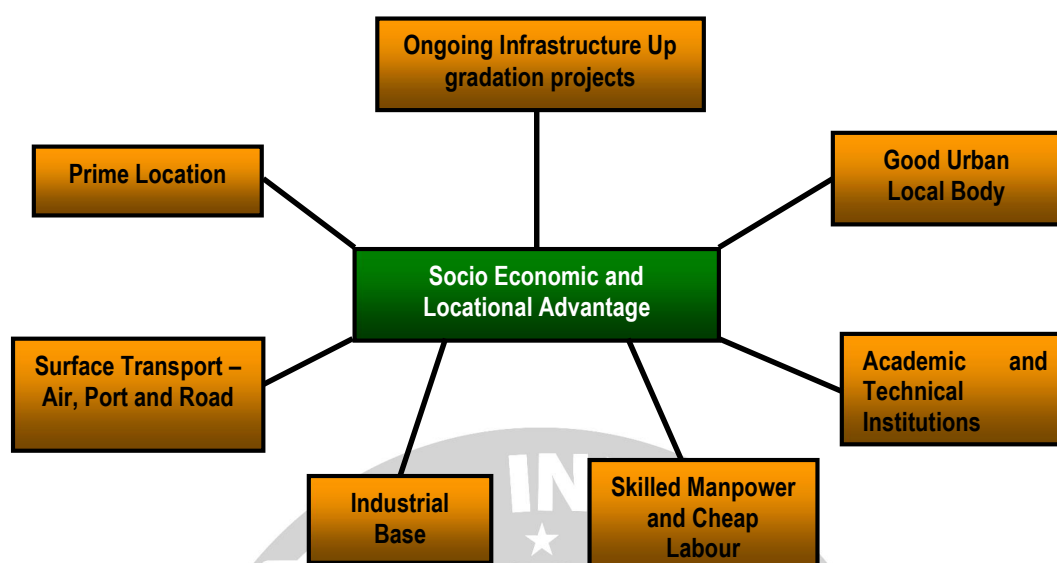 Ongoing Infrastructure Up
gradation projects
Prime Location
Good Urban
Local Body
Socio Economic and
Locational Advantage
Surface Transport –
Air, Port and Road
Academic and
Technical
Institutions
Industrial
Base
Skilled Manpower
and Cheap
Labour
IN